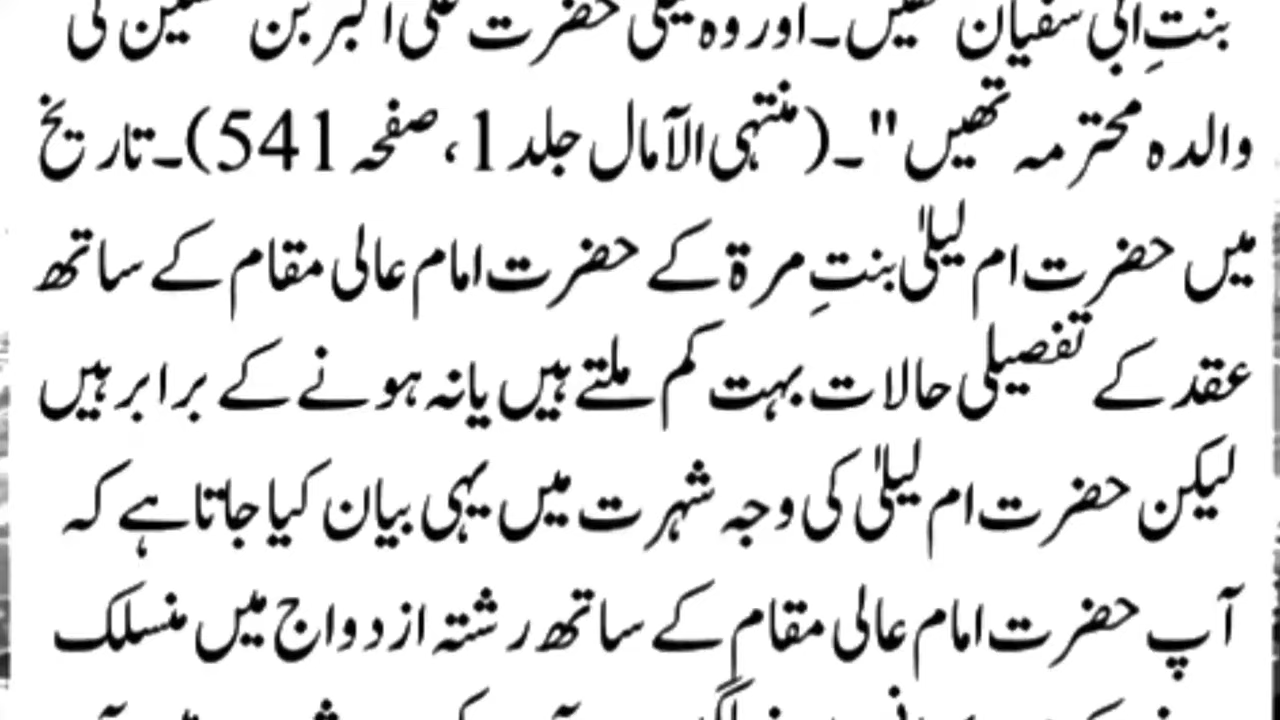 بنتِ ابی سفیان تھیں۔ اور وہ لیلیٰ حضرت علی اکبر بن حسین کی
والدہ محترمہ تھیں"۔(منتہی الآمال جلد 1، صفحہ 541)۔ تاریخ
میں حضرت ام لیلیٰ بنتِ مرۃ کے حضرت امام عالی مقام کے ساتھ
عقد کے تفصیلی حالات بہت کم ملتے ہیں یا نہ ہونے کے برابر ہیں
لیکن حضرت ام لیلیٰ کی وجہ شہرت میں یہی بیان کیا جاتا ہے کہ
آپ حضرت امام عالی مقام کے ساتھ رشتہ ازدواج میں منسلک